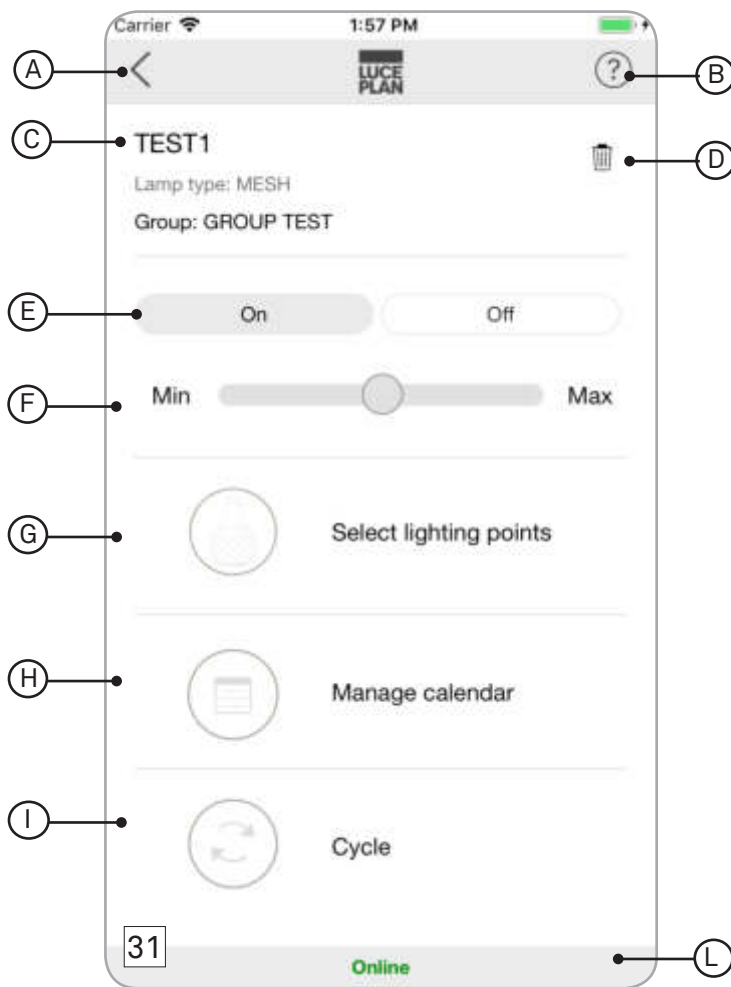 Carrier 1:57 PM
A
LUCE
PLAN
?
B
C
TEST1
D
Lamp type: MESH
Group: GROUP TEST
E
On
Off
F
Min
Max
G
Select lighting points
H
Manage calendar
I
Cycle
31
Online
L